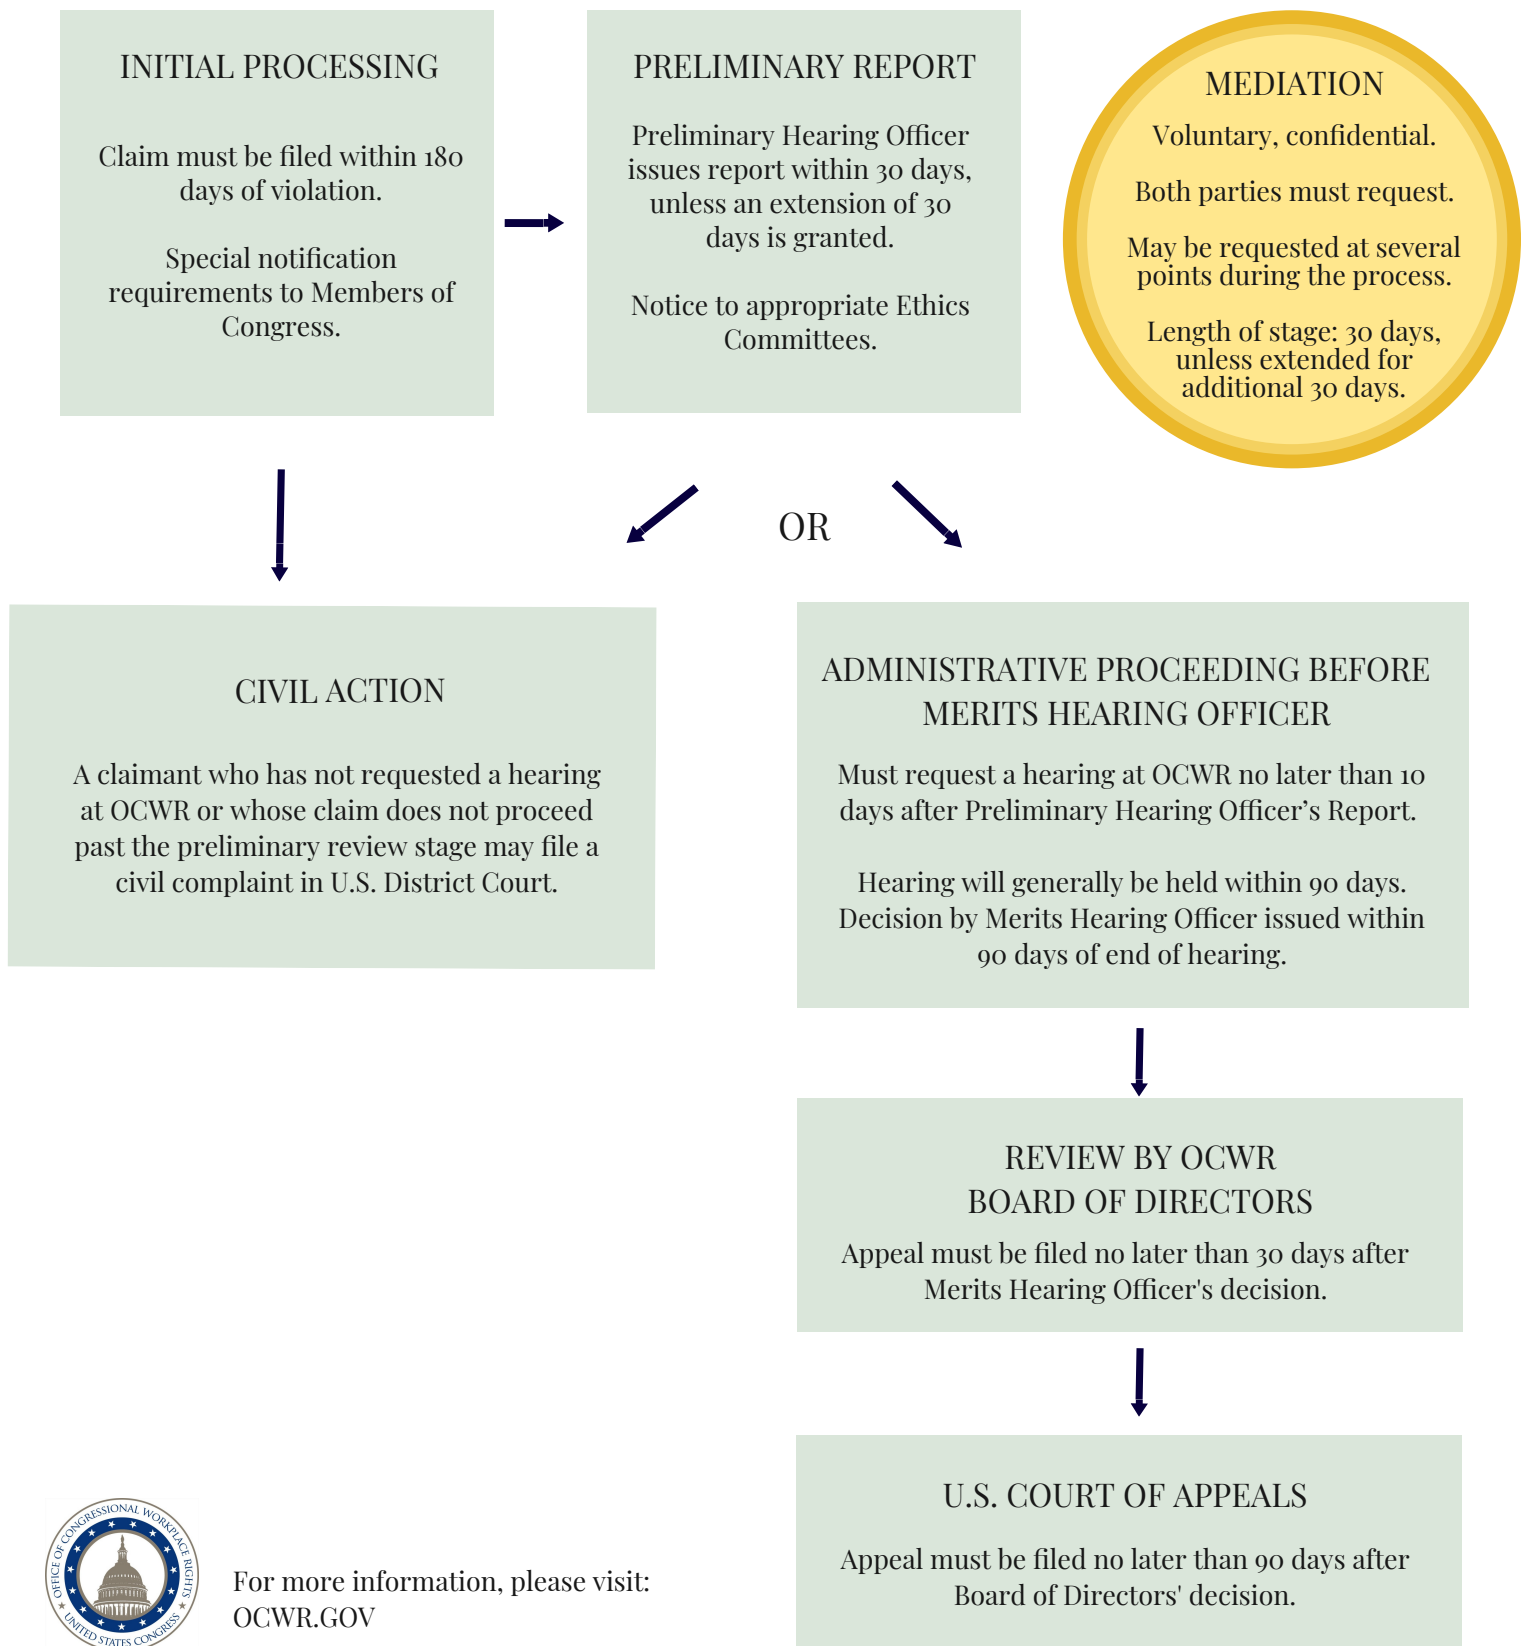 INITIAL PROCESSING
Claim must be filed within 180
days of violation.
Special notification
requirements to Members of
Congress.
PRELIMINARY REPORT
Preliminary Hearing Officer
issues report within 30 days,
unless an extension of 30
days is granted.
Notice to appropriate Ethics
Committees.
MEDIATION
Voluntary, confidential.
Both parties must request.
May be requested at several
points during the process.
Length of stage: 30 days,
unless extended for
additional 30 days.
OR
CIVIL ACTION
A claimant who has not requested a hearing
at OCWR or whose claim does not proceed
past the preliminary review stage may file a
civil complaint in U.S. District Court.
ADMINISTRATIVE PROCEEDING BEFORE
MERITS HEARING OFFICER
Must request a hearing at OCWR no later than 10
days after Preliminary Hearing Officer’s Report.
Hearing will generally be held within 90 days.
Decision by Merits Hearing Officer issued within
90 days of end of hearing.
REVIEW BY OCWR
BOARD OF DIRECTORS
Appeal must be filed no later than 30 days after
Merits Hearing Officer's decision.
U.S. COURT OF APPEALS
Appeal must be filed no later than 90 days after
Board of Directors' decision.
OFFICE OF CONGRESSIONAL WORKPLACE RIGHTS
UNITED STATES CONGRESS
For more information, please visit:
OCWR.GOV